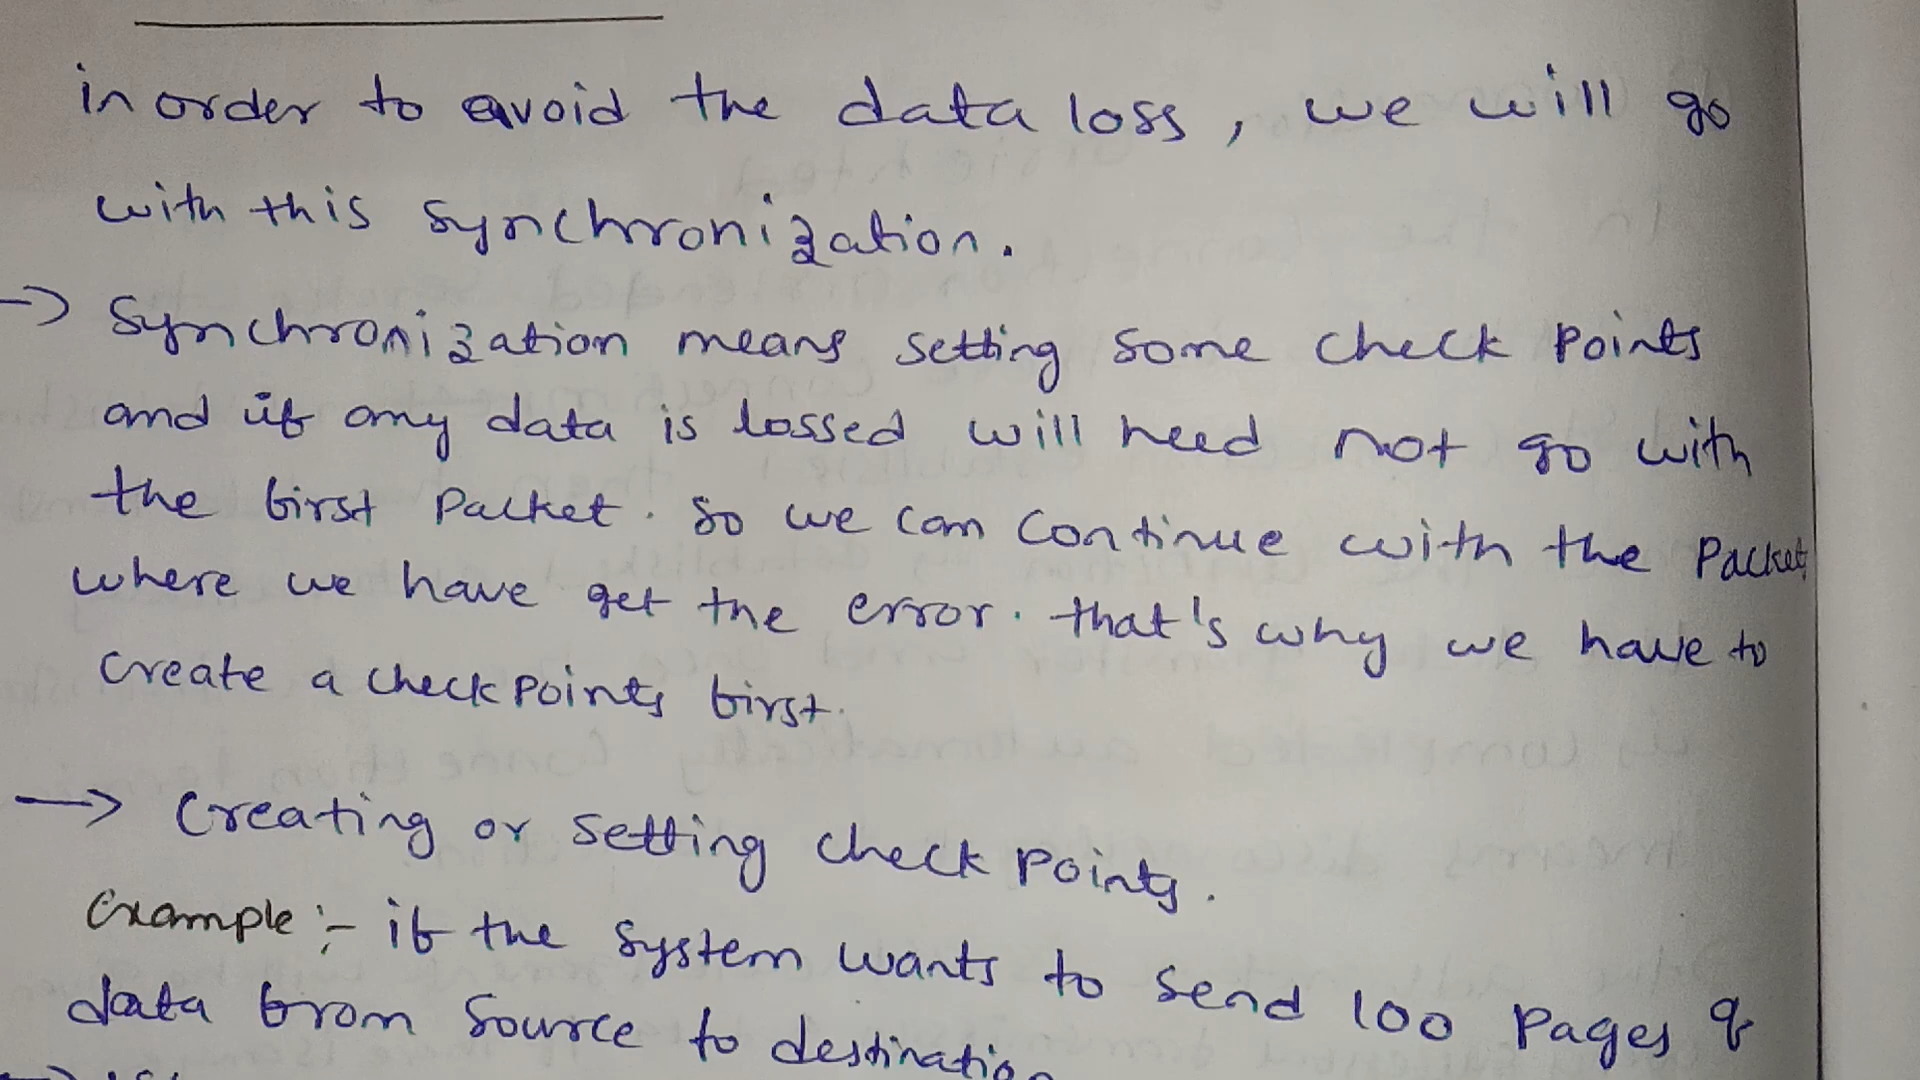 in order to avoid the data loss, we will go
with this synchronization.
-> Synchronization means setting some check points
and if any data is lossed will need not go with
the first packet. So we can continue with the packet
where we have get the error. that's why we have to
create a checkpoints first.
-> Creating or setting check points.
Example :- if the system wants to send 100 pages of
data from source to destination